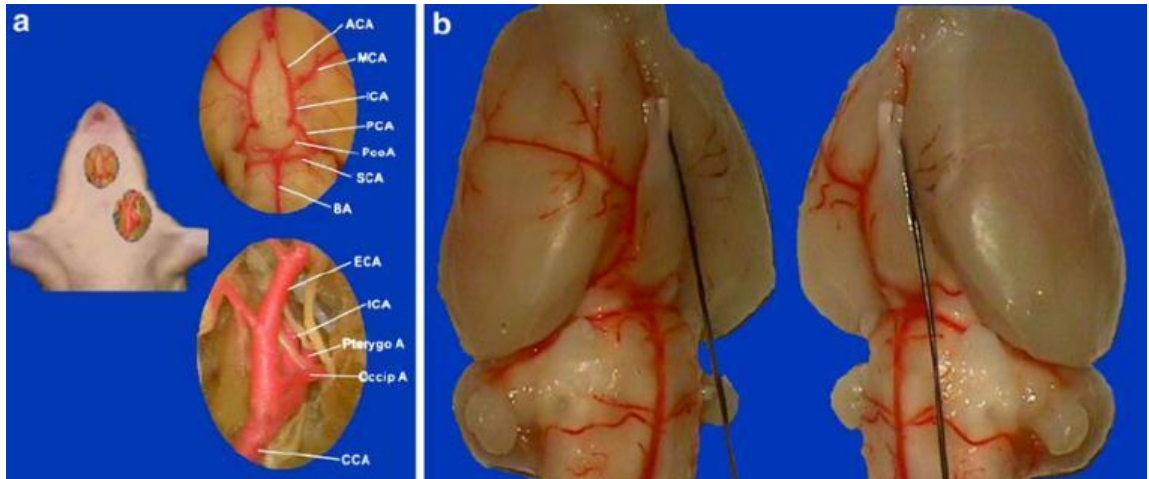 a
ACA
MCA
ICA
PCA
PcoA
SCA
BA
ECA
ICA
Pterygo A
Occip A
CCA
b